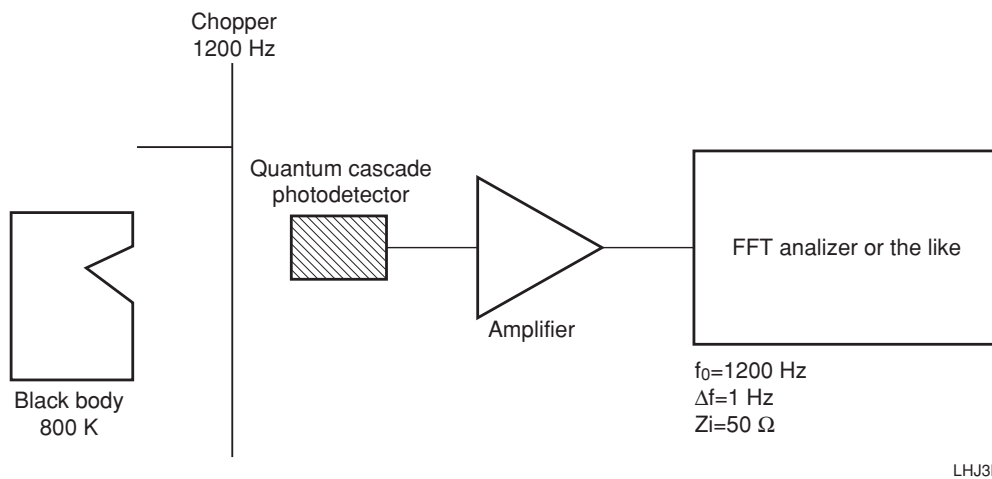 Chopper
1200 Hz
Quantum cascade
photodetector
FFT analizer or the like
Amplifier
Black body
800 K
f₀=1200 Hz
Δf=1 Hz
Zi=50 Ω